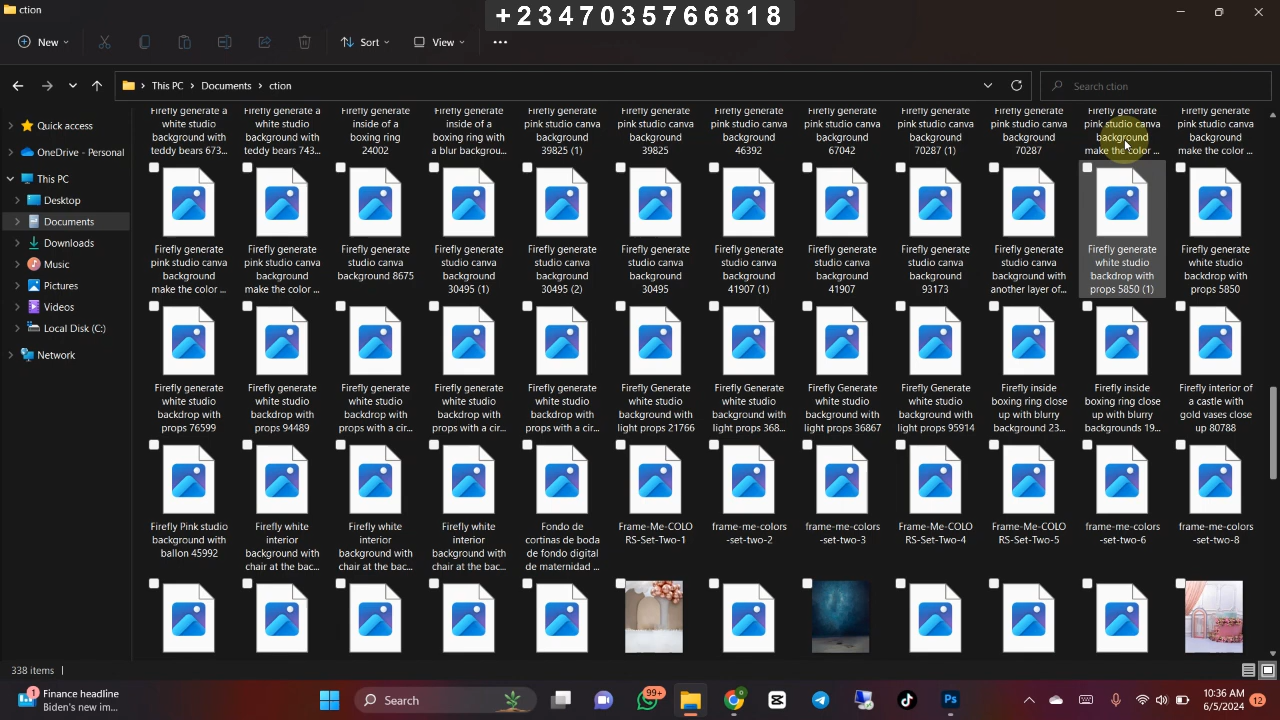 ction
+2347035766818
New
Sort
View
This PC
Documents
ction
Search ction
Quick access
OneDrive - Personal
This PC
Desktop
Documents
Downloads
Music
Pictures
Videos
Local Disk (C:)
Network
Firefly generate a
white studio
background with
teddy bears 673...
Firefly generate a
white studio
background with
teddy bears 743...
Firefly generate
inside of a
boxing ring
24002
Firefly generate
inside of a
boxing ring with
a blur backgrou...
Firefly generate
pink studio canva
background
39825 (1)
Firefly generate
pink studio canva
background
39825
Firefly generate
pink studio canva
background
46392
Firefly generate
pink studio canva
background
67042
Firefly generate
pink studio canva
background
70287 (1)
Firefly generate
pink studio canva
background
70287
Firefly generate
pink studio canva
background
make the color ...
Firefly generate
pink studio canva
background
make the color ...
Firefly generate
pink studio canva
background
make the color ...
Firefly generate
pink studio canva
background
make the color ...
Firefly generate
studio canva
background 8675
Firefly generate
studio canva
background
30495 (1)
Firefly generate
studio canva
background
30495 (2)
Firefly generate
studio canva
background
30495
Firefly generate
studio canva
background
41907 (1)
Firefly generate
studio canva
background
41907
Firefly generate
studio canva
background
93173
Firefly generate
studio canva
background with
another layer of...
Firefly generate
white studio
backdrop with
props 5850 (1)
Firefly generate
white studio
backdrop with
props 5850
Firefly generate
white studio
backdrop with
props 76599
Firefly generate
white studio
backdrop with
props 94489
Firefly generate
white studio
backdrop with
props with a cir...
Firefly generate
white studio
backdrop with
props with a cir...
Firefly generate
white studio
backdrop with
props with a cir...
Firefly Generate
white studio
background with
light props 21766
Firefly Generate
white studio
background with
light props 368...
Firefly Generate
white studio
background with
light props 36867
Firefly Generate
white studio
background with
light props 95914
Firefly inside
boxing ring close
up with blurry
background 23...
Firefly inside
boxing ring close
up with blurry
backgrounds 19...
Firefly interior of
a castle with
gold vases close
up 80788
Firefly Pink studio
background with
ballon 45992
Firefly white
interior
background with
chair at the bac...
Firefly white
interior
background with
chair at the bac...
Firefly white
interior
background with
chair at the bac...
Fondo de
cortinas de boda
de fondo digital
de maternidad ...
Frame-Me-COLO
RS-Set-Two-1
frame-me-colors
-set-two-2
frame-me-colors
-set-two-3
Frame-Me-COLO
RS-Set-Two-4
Frame-Me-COLO
RS-Set-Two-5
frame-me-colors
-set-two-6
frame-me-colors
-set-two-8
338 items
1
Finance headline
Biden's new im...
Search
99+
0
Ps
10:36 AM
6/5/2024
12